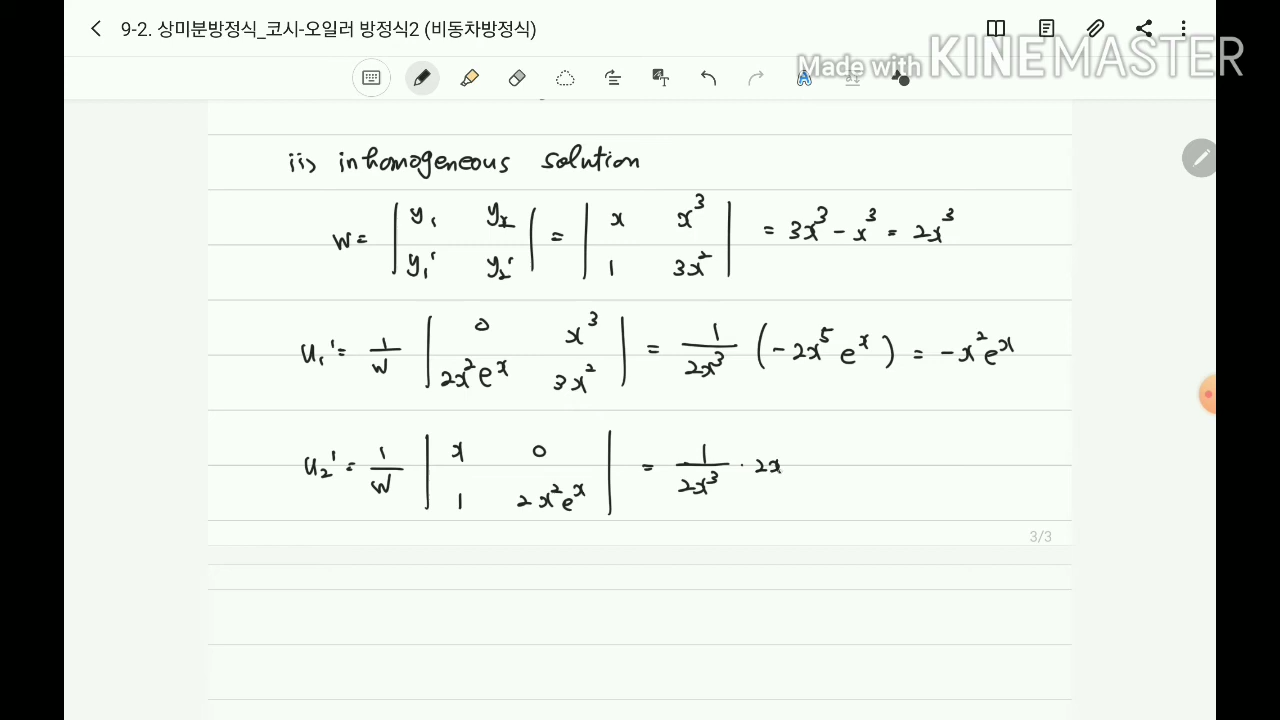 9-2. 상미분방정식_코시-오일러 방정식2 (비동차방정식)
Made with KINEMASTER
ii) inhomogeneous solution
W = | y₁ y₂ ; y₁' y₂' | = | x x³ ; 1 3x² | = 3x³ - x³ = 2x³
u₁' = 1/W | 0 x³ ; 2x²eˣ 3x² | = 1/2x³ (-2x⁵eˣ) = -x²eˣ
u₂' = 1/W | x 0 ; 1 2x²eˣ | = 1/2x³ · 2x
3/3